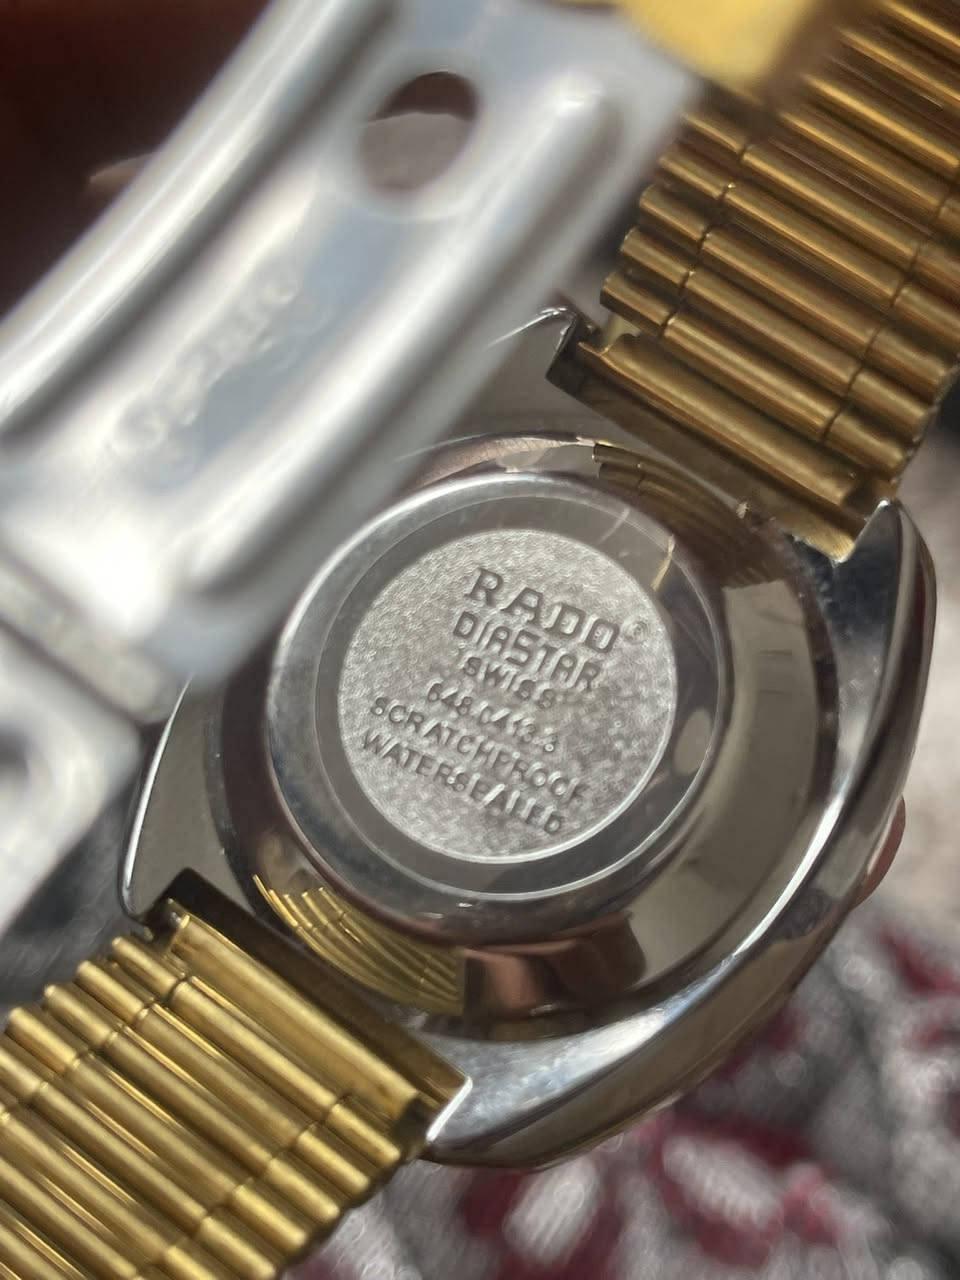 RADO®
DIASTAR
SWISS
648.0413.3
SCRATCHPROOF
WATERSEALED